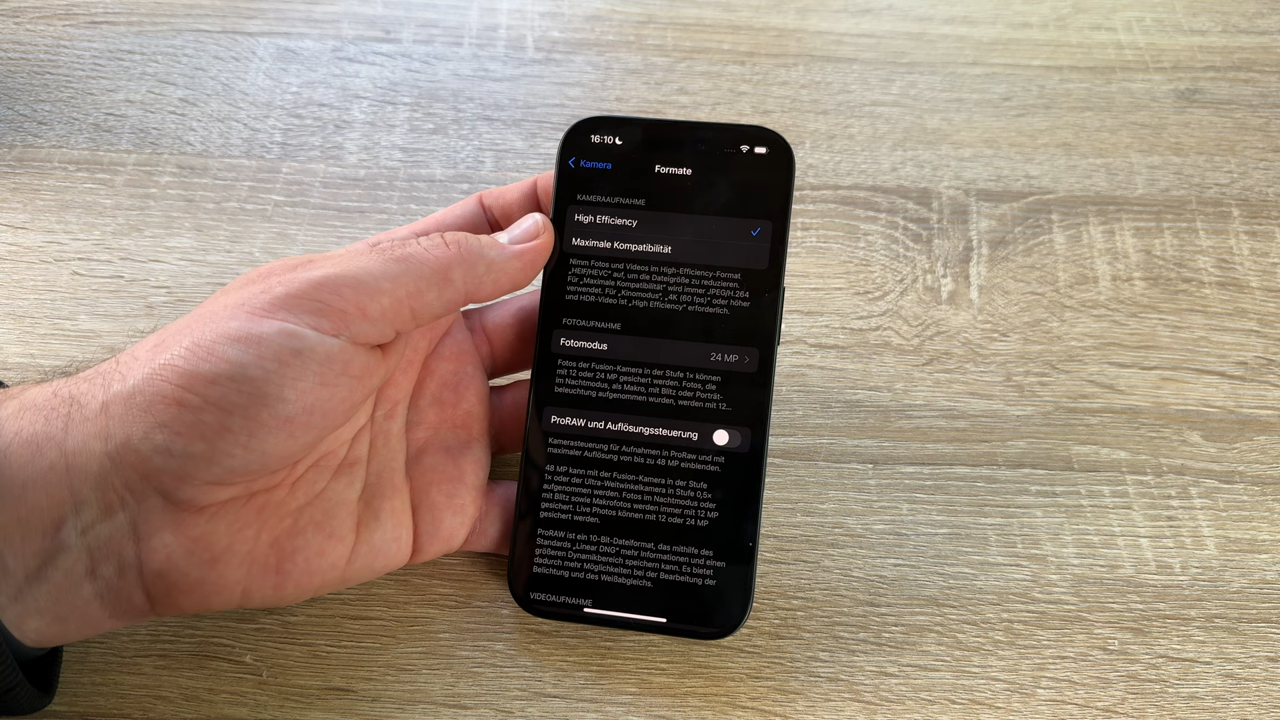 16:10
Kamera
Formate
KAMERAAUFNAHME
High Efficiency
Maximale Kompatibilität
Nimm Fotos und Videos im High-Efficiency-Format
„HEIF/HEVC“ auf, um die Dateigröße zu reduzieren.
Für „Maximale Kompatibilität“ wird immer JPEG/H.264
verwendet. Für „Kinomodus“, „4K (60 fps)“ oder höher
und HDR-Video ist „High Efficiency“ erforderlich.
FOTOAUFNAHME
Fotomodus 24 MP
Fotos der Fusion-Kamera in der Stufe 1× können
mit 12 oder 24 MP gesichert werden. Fotos, die
im Nachtmodus, als Makro, mit Blitz oder Porträt-
beleuchtung aufgenommen wurden, werden mit 12...
ProRAW und Auflösungssteuerung
Kamerasteuerung für Aufnahmen in ProRaw und mit
maximaler Auflösung von bis zu 48 MP einblenden.
48 MP kann mit der Fusion-Kamera in der Stufe
1× oder der Ultra-Weitwinkelkamera in Stufe 0,5×
aufgenommen werden. Fotos im Nachtmodus oder
mit Blitz sowie Makrofotos werden immer mit 12 MP
gesichert. Live Photos können mit 12 oder 24 MP
gesichert werden.
ProRAW ist ein 10-Bit-Dateiformat, das mithilfe des
Standards „Linear DNG“ mehr Informationen und einen
größeren Dynamikbereich speichern kann. Es bietet
dadurch mehr Möglichkeiten bei der Bearbeitung der
Belichtung und des Weißabgleichs.
VIDEOAUFNAHME